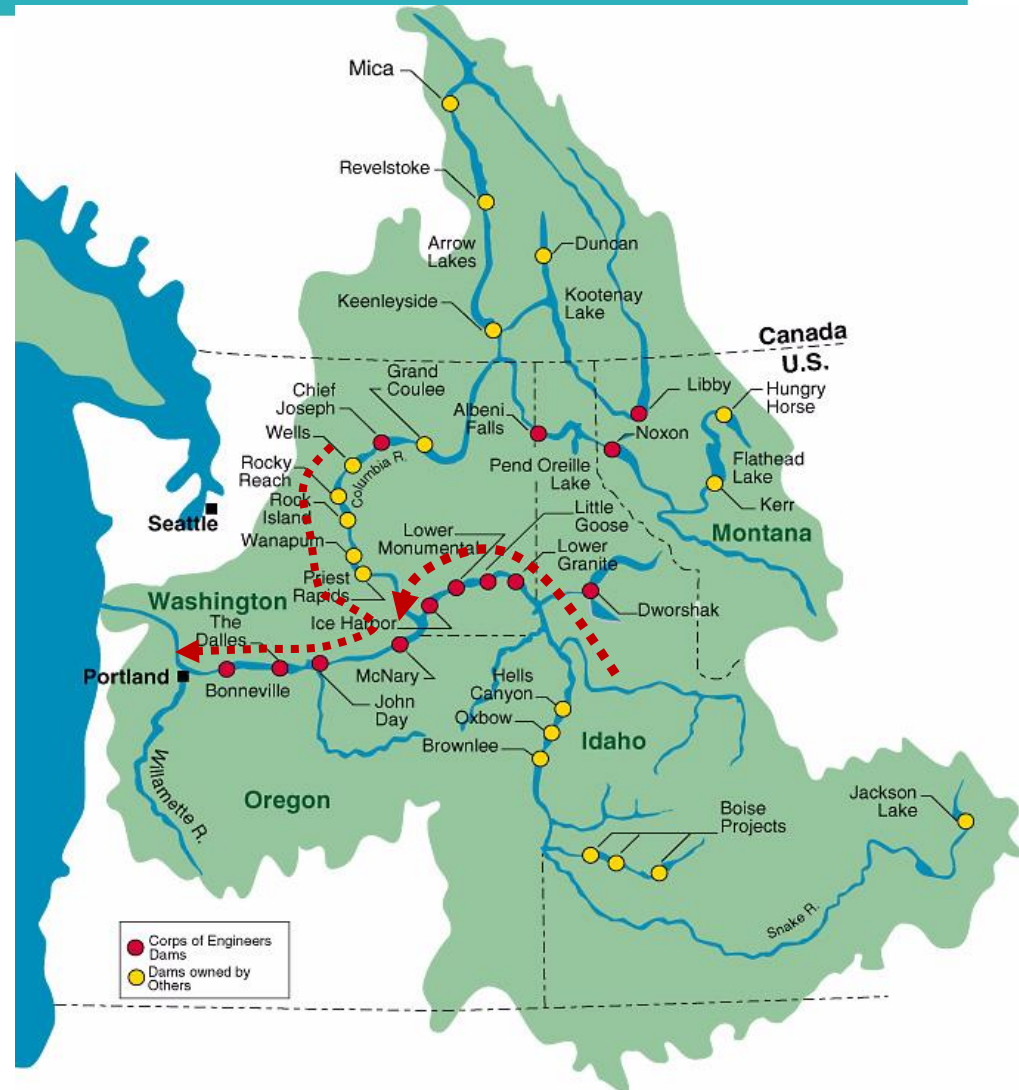 Mica
Revelstoke
Arrow
Lakes
Duncan
Keenleyside
Kootenay
Lake
Canada
U.S.
Grand
Coulee
Chief
Joseph
Albeni
Falls
Libby
Hungry
Horse
Wells
Noxon
Columbia R.
Rocky
Reach
Pend Oreille
Lake
Flathead
Lake
Rock
Island
Kerr
Seattle
Little
Goose
Wanapum
Lower
Monumental
Lower
Granite
Montana
Priest
Rapids
Washington
Dworshak
Ice Harbor
The
Dalles
Portland
McNary
Bonneville
John
Day
Hells
Canyon
Oxbow
Brownlee
Idaho
Willamette R.
Oregon
Boise
Projects
Jackson
Lake
Snake R.
Corps of Engineers
Dams
Dams owned by
Others